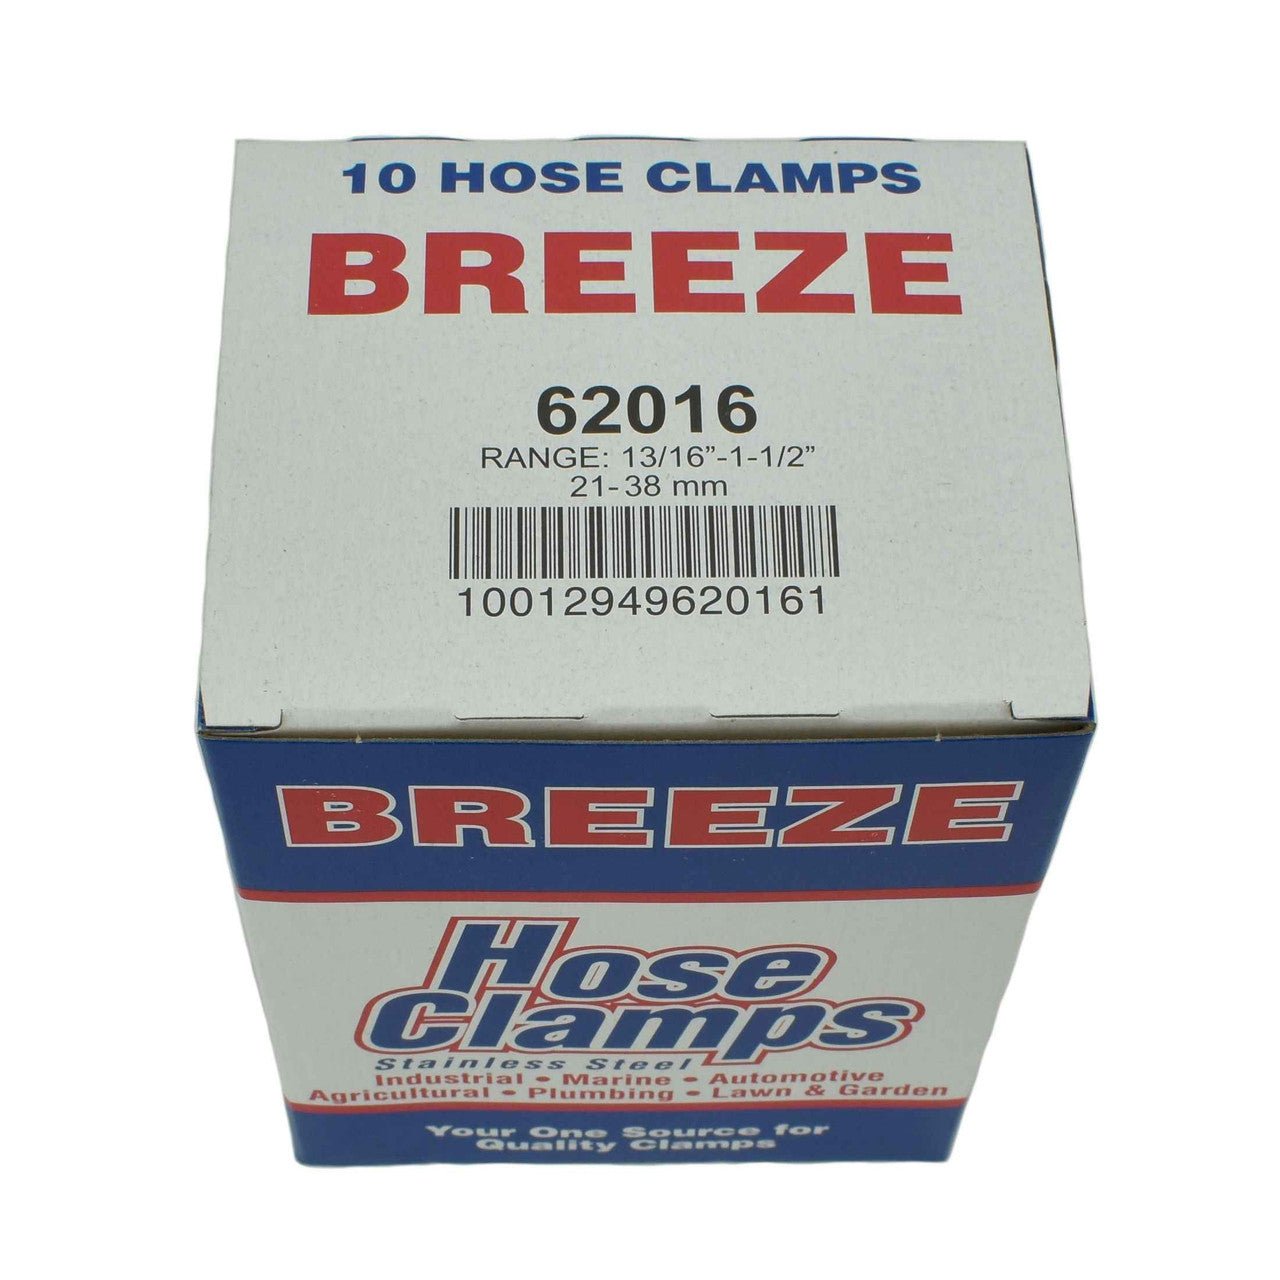 10 HOSE CLAMPS
BREEZE
62016
RANGE: 13/16”-1-1/2”
21-38 mm
10012949620161
BREEZE
Hose
Clamps
Stainless Steel
Industrial • Marine • Automotive
Agricultural • Plumbing • Lawn & Garden
Your One Source for
Quality Clamps